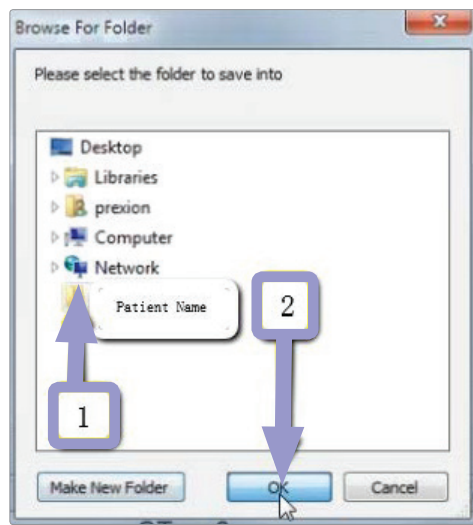 Browse For Folder
Please select the folder to save into
Desktop
Libraries
prexion
Computer
Network
Patient Name
2
1
Make New Folder
OK
Cancel